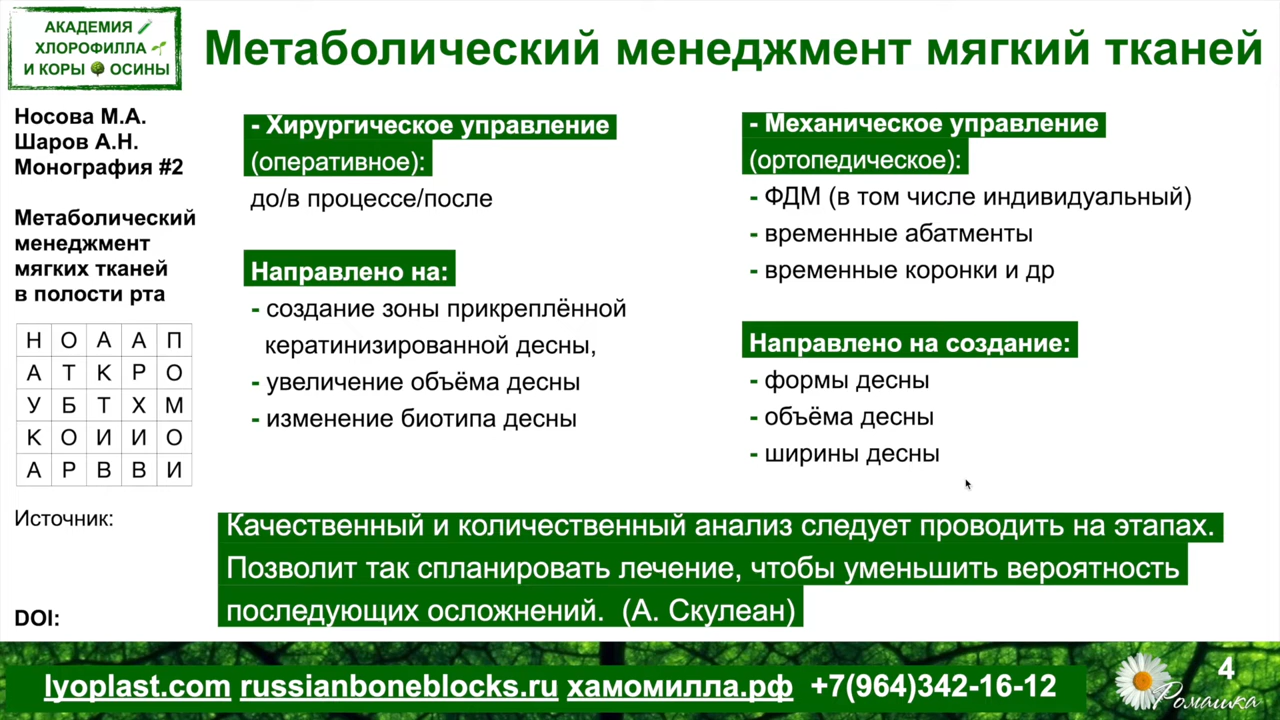 АКАДЕМИЯ
ХЛОРОФИЛЛА
И КОРЫ ОСИНЫ
Метаболический менеджмент мягкий тканей
Носова М.А.
Шаров А.Н.
Монография #2
Метаболический
менеджмент
мягких тканей
в полости рта
Н О А А П
А Т К Р О
У Б Т Х М
К О И И О
А Р В В И
Источник:
DOI:
- Хирургическое управление
(оперативное):
до/в процессе/после
Направлено на:
- создание зоны прикреплённой
кератинизированной десны,
- увеличение объёма десны
- изменение биотипа десны
- Механическое управление
(ортопедическое):
- ФДМ (в том числе индивидуальный)
- временные абатменты
- временные коронки и др
Направлено на создание:
- формы десны
- объёма десны
- ширины десны
Качественный и количественный анализ следует проводить на этапах.
Позволит так спланировать лечение, чтобы уменьшить вероятность
последующих осложнений. (А. Скулеан)
lyoplast.com russianboneblocks.ru хамомилла.рф +7(964)342-16-12
4
Ромашка